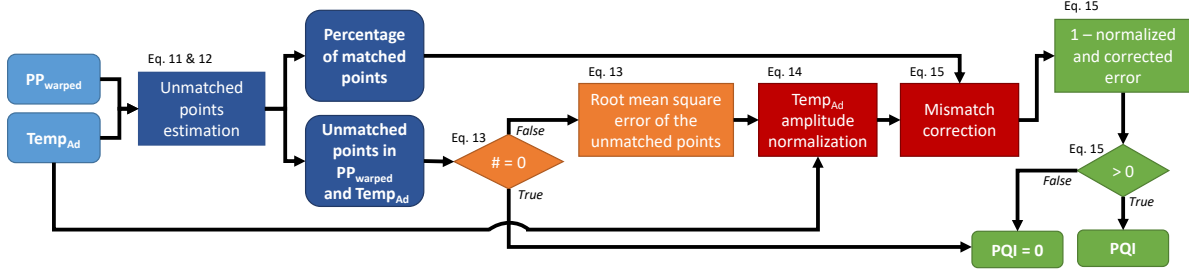 PPwarped
TempAd
Eq. 11 & 12
Unmatched
points
estimation
Percentage
of matched
points
Unmatched
points in
PPwarped
and TempAd
Eq. 13
# = 0
False
True
Eq. 13
Root mean square
error of the
unmatched points
Eq. 14
TempAd
amplitude
normalization
Eq. 15
Mismatch
correction
Eq. 15
1 – normalized
and corrected
error
Eq. 15
> 0
False
True
PQI = 0
PQI